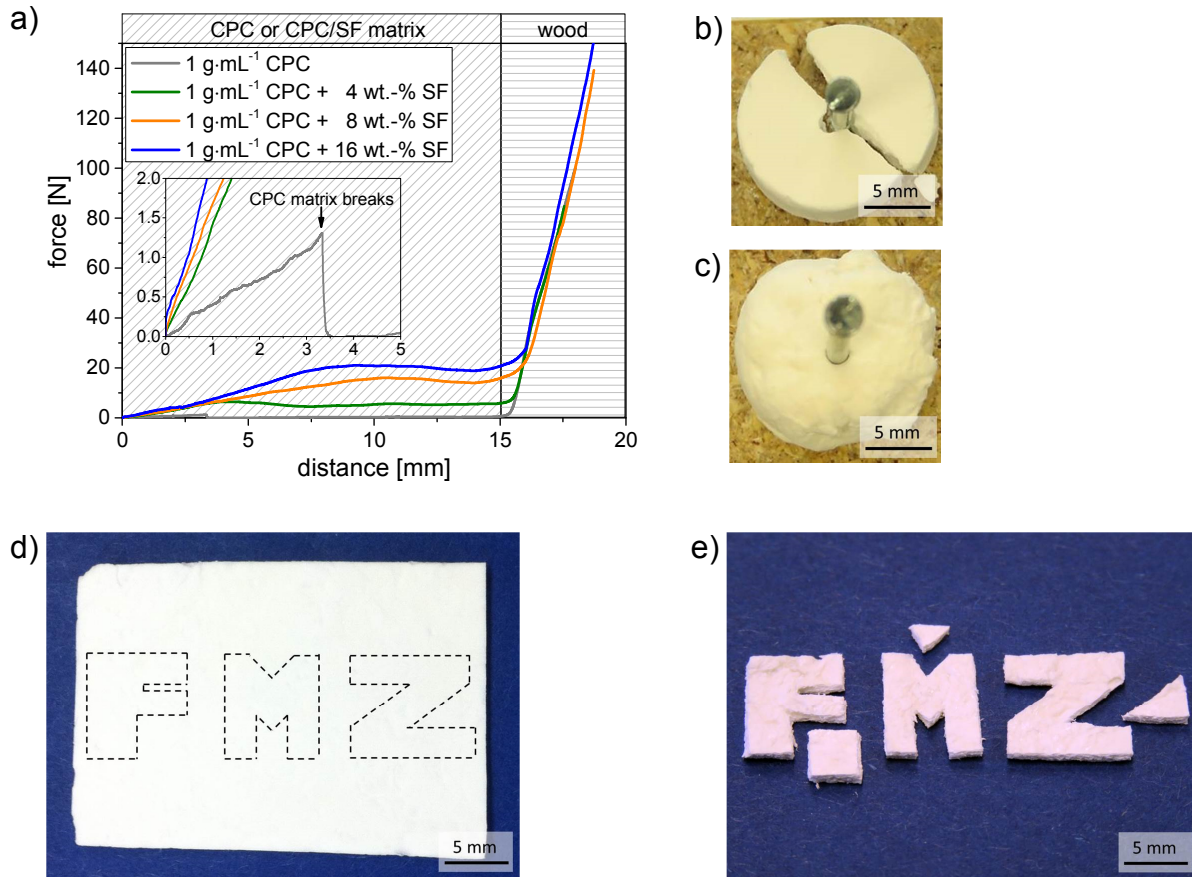 a)
CPC or CPC/SF matrix
wood
140
120
100
80
60
40
20
0
force [N]
1 g·mL⁻¹ CPC
1 g·mL⁻¹ CPC + 4 wt.-% SF
1 g·mL⁻¹ CPC + 8 wt.-% SF
1 g·mL⁻¹ CPC + 16 wt.-% SF
2.0
1.5
1.0
0.5
0.0
CPC matrix breaks
0 1 2 3 4 5
0 5 10 15 20
distance [mm]
b)
5 mm
c)
5 mm
d)
FMZ
5 mm
e)
FMZ
5 mm